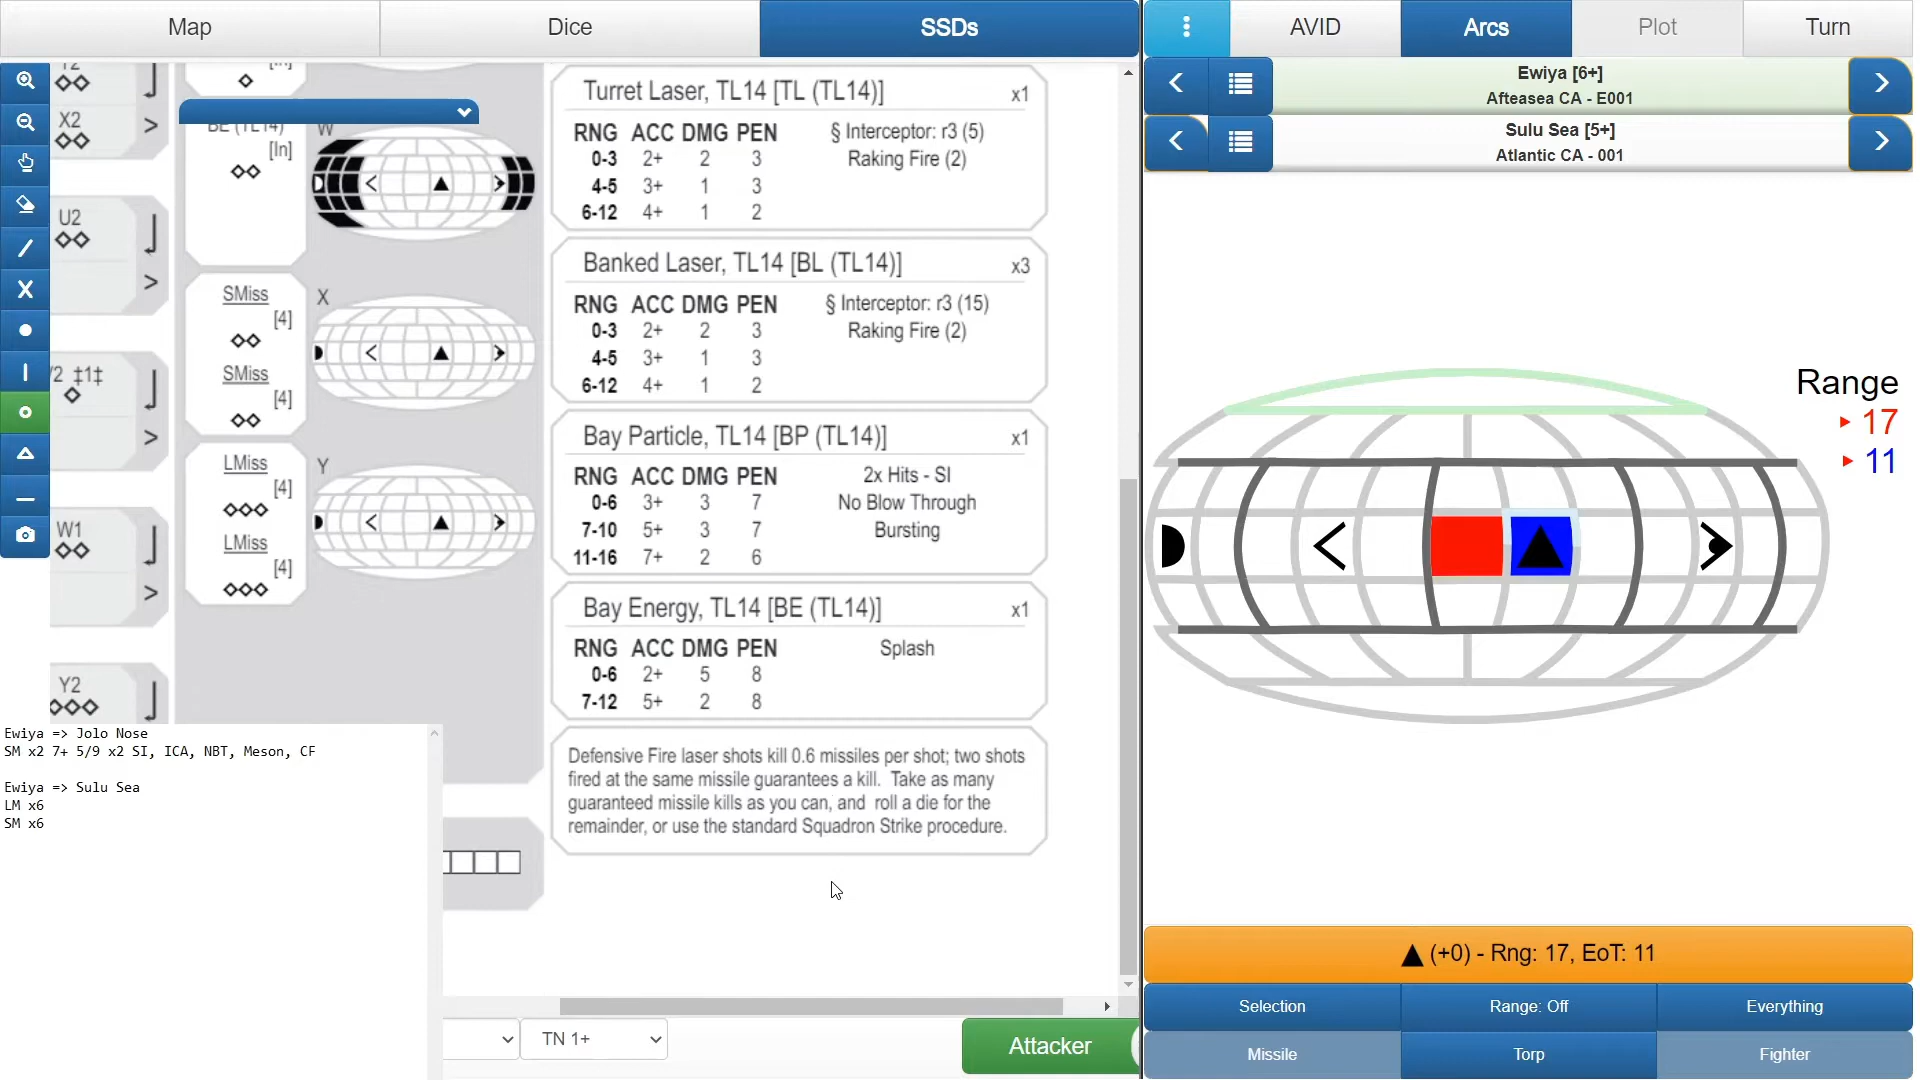 Map
Dice
SSDs
AVID
Arcs
Plot
Turn
Ewiya [6+]
Afteasea CA - E001
Sulu Sea [5+]
Atlantic CA - 001
X2
U2
W1
Y2
[In]
W
SMiss
[4]
SMiss
[4]
X
LMiss
[4]
LMiss
[4]
Y
Turret Laser, TL14 [TL (TL14)] x1
RNG ACC DMG PEN § Interceptor: r3 (5)
0-3 2+ 2 3 Raking Fire (2)
4-5 3+ 1 3
6-12 4+ 1 2
Banked Laser, TL14 [BL (TL14)] x3
RNG ACC DMG PEN § Interceptor: r3 (15)
0-3 2+ 2 3 Raking Fire (2)
4-5 3+ 1 3
6-12 4+ 1 2
Bay Particle, TL14 [BP (TL14)] x1
RNG ACC DMG PEN 2x Hits - SI
0-6 3+ 3 7 No Blow Through
7-10 5+ 3 7 Bursting
11-16 7+ 2 6
Bay Energy, TL14 [BE (TL14)] x1
RNG ACC DMG PEN Splash
0-6 2+ 5 8
7-12 5+ 2 8
Defensive Fire laser shots kill 0.6 missiles per shot; two shots
fired at the same missile guarantees a kill. Take as many
guaranteed missile kills as you can, and roll a die for the
remainder, or use the standard Squadron Strike procedure.
Ewiya => Jolo Nose
SM x2 7+ 5/9 x2 SI, ICA, NBT, Meson, CF
Ewiya => Sulu Sea
LM x6
SM x6
TN 1+
Attacker
Range
17
11
▲ (+0) - Rng: 17, EoT: 11
Selection
Range: Off
Everything
Missile
Torp
Fighter